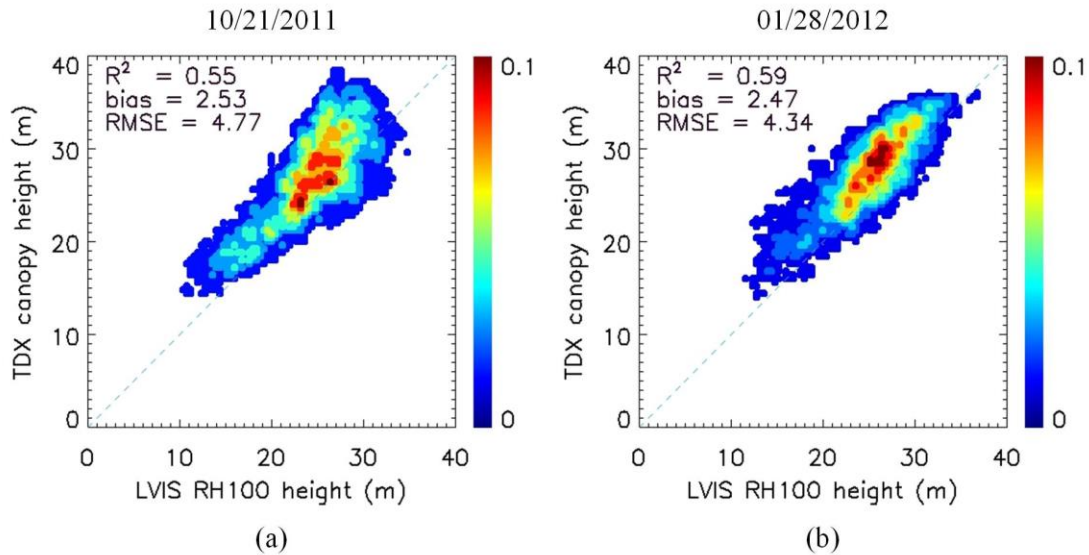 10/21/2011
01/28/2012
R² = 0.55
bias = 2.53
RMSE = 4.77
R² = 0.59
bias = 2.47
RMSE = 4.34
40
30
20
10
0
TDX canopy height (m)
0 10 20 30 40
LVIS RH100 height (m)
0.1
0
40
30
20
10
0
TDX canopy height (m)
0 10 20 30 40
LVIS RH100 height (m)
0.1
0
(a)
(b)